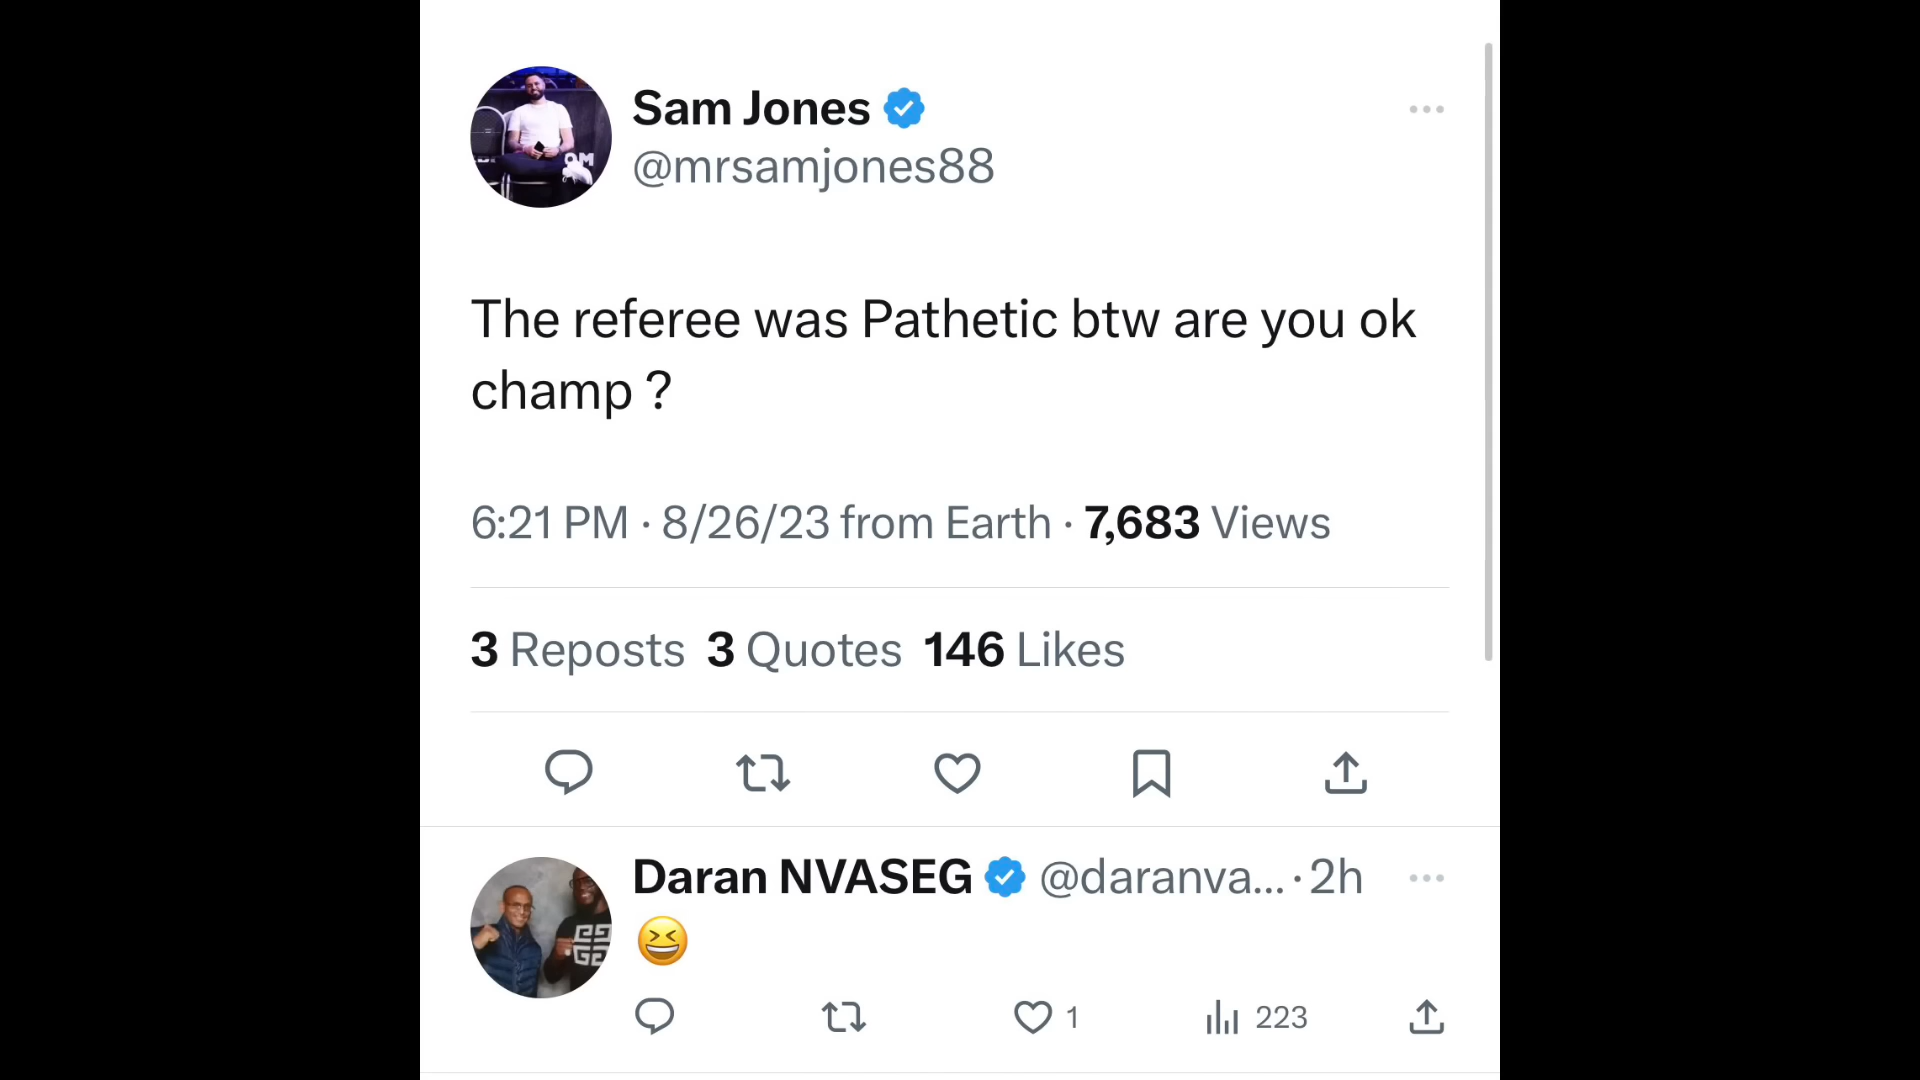 Sam Jones
@mrsamjones88
The referee was Pathetic btw are you ok
champ ?
6:21 PM · 8/26/23 from Earth · 7,683 Views
3 Reposts 3 Quotes 146 Likes
Daran NVASEG @daranva... · 2h
1 223